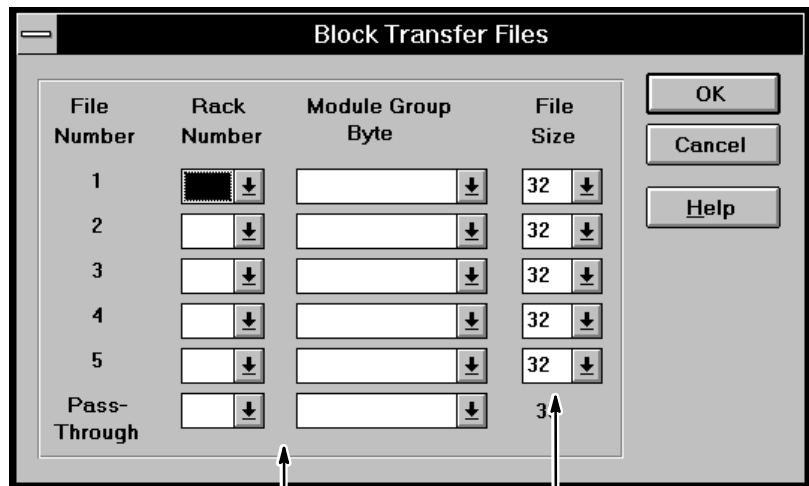 Block Transfer Files
File Rack Module Group File
Number Number Byte Size
1 32
2 32
3 32
4 32
5 32
Pass-
Through
OK
Cancel
Help